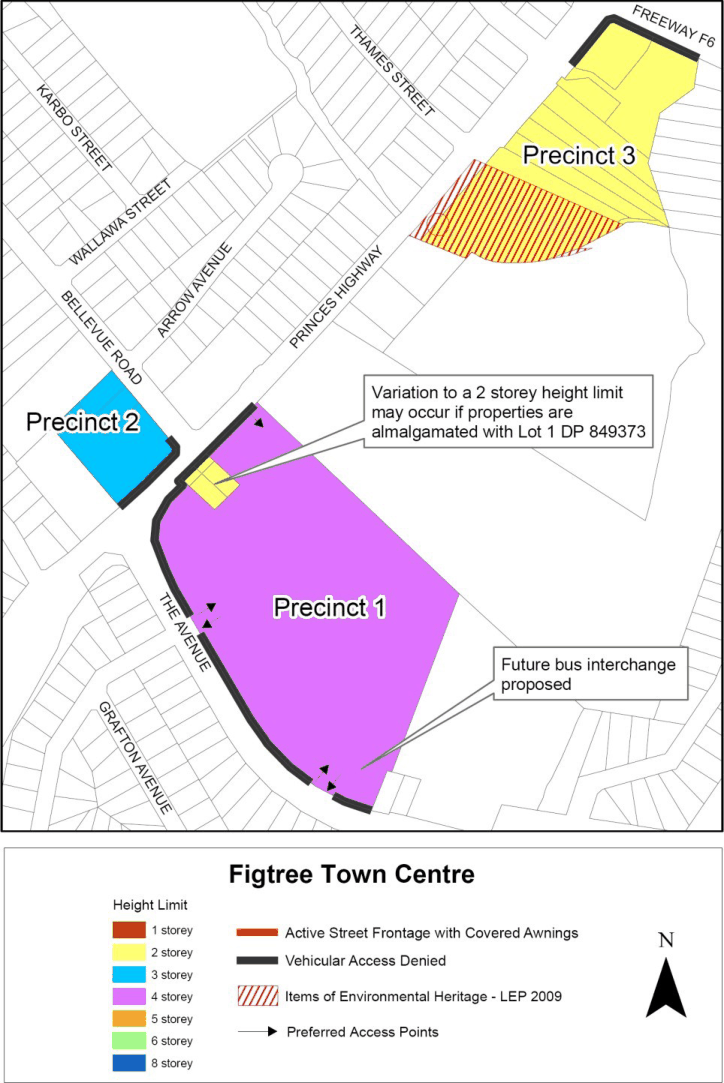 FREEWAY F6
THAMES STREET
KARBO STREET
Precinct 3
WALLAWA STREET
ARROW AVENUE
PRINCES HIGHWAY
BELLEVUE ROAD
Variation to a 2 storey height limit
may occur if properties are
almalgamated with Lot 1 DP 849373
Precinct 2
Precinct 1
THE AVENUE
Future bus interchange
proposed
GRAFTON AVENUE
Figtree Town Centre
Height Limit
1 storey
2 storey
3 storey
4 storey
5 storey
6 storey
8 storey
Active Street Frontage with Covered Awnings
Vehicular Access Denied
Items of Environmental Heritage - LEP 2009
Preferred Access Points
N